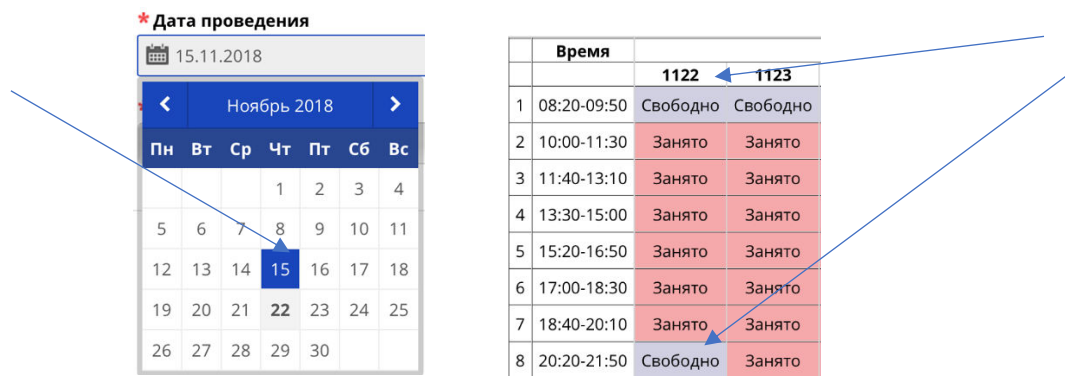 * Дата проведения
15.11.2018
Ноябрь 2018
Пн Вт Ср Чт Пт Сб Вс
1 2 3 4
5 6 7 8 9 10 11
12 13 14 15 16 17 18
19 20 21 22 23 24 25
26 27 28 29 30
Время
1122 1123
1 08:20-09:50 Свободно Свободно
2 10:00-11:30 Занято Занято
3 11:40-13:10 Занято Занято
4 13:30-15:00 Занято Занято
5 15:20-16:50 Занято Занято
6 17:00-18:30 Занято Занято
7 18:40-20:10 Занято Занято
8 20:20-21:50 Свободно Занято